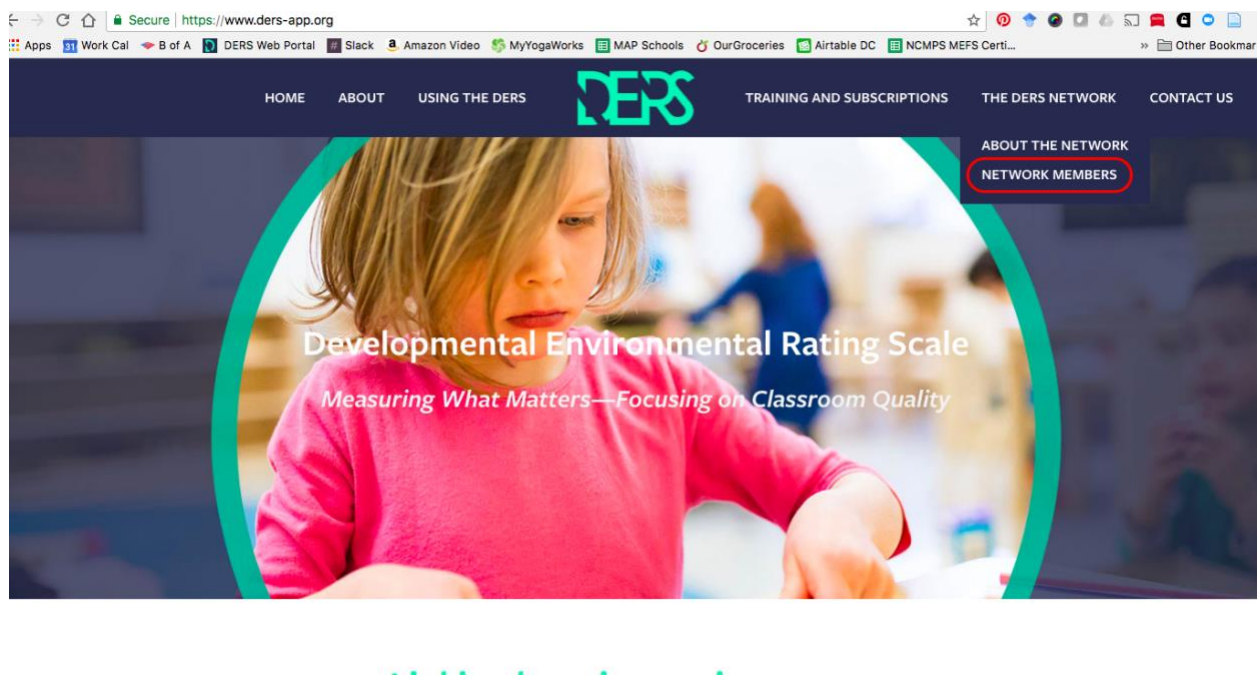 Secure | https://www.ders-app.org
Apps 31 Work Cal B of A DERS Web Portal Slack Amazon Video MyYogaWorks MAP Schools OurGroceries Airtable DC NCMPS MEFS Certi... » Other Bookmar
HOME ABOUT USING THE DERS DERS TRAINING AND SUBSCRIPTIONS THE DERS NETWORK CONTACT US
ABOUT THE NETWORK
NETWORK MEMBERS
Developmental Environmental Rating Scale
Measuring What Matters—Focusing on Classroom Quality